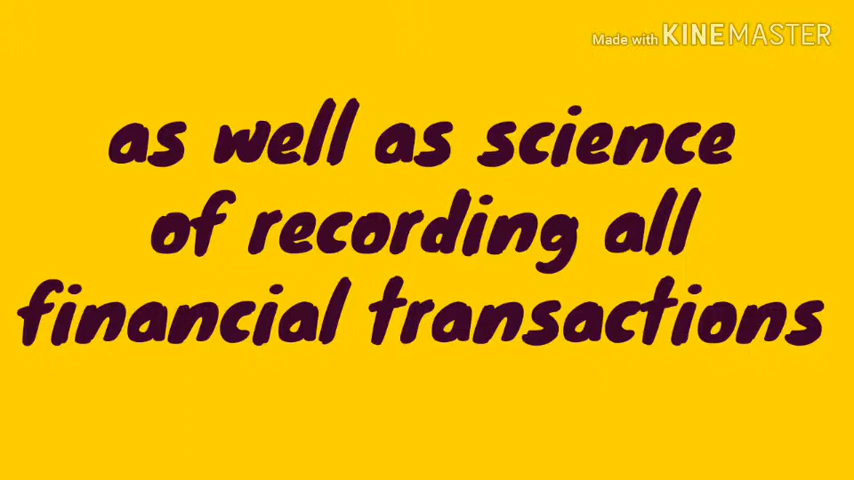 Made with KINEMASTER
as well as science
of recording all
financial transactions